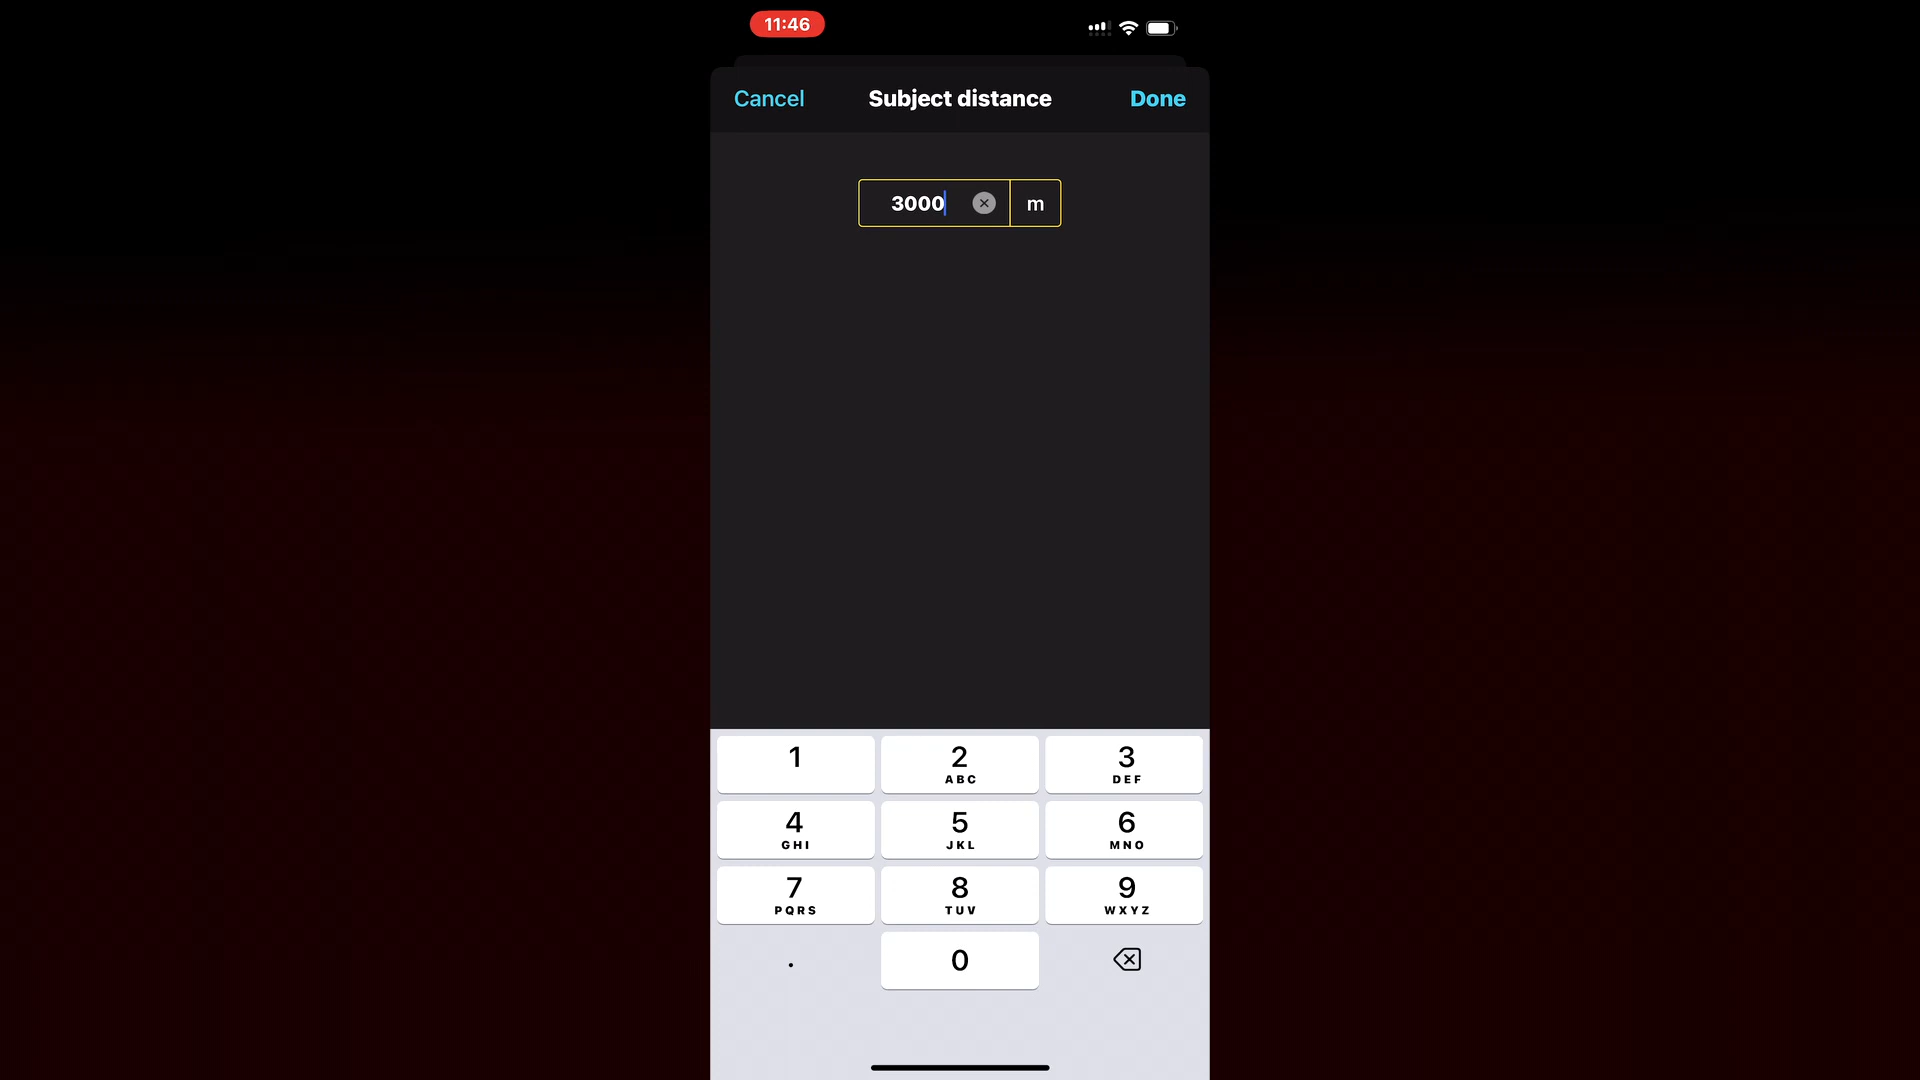 11:46
Cancel Subject distance Done
3000 m
1 2 3
ABC DEF
4 5 6
GHI JKL MNO
7 8 9
PQRS TUV WXYZ
. 0